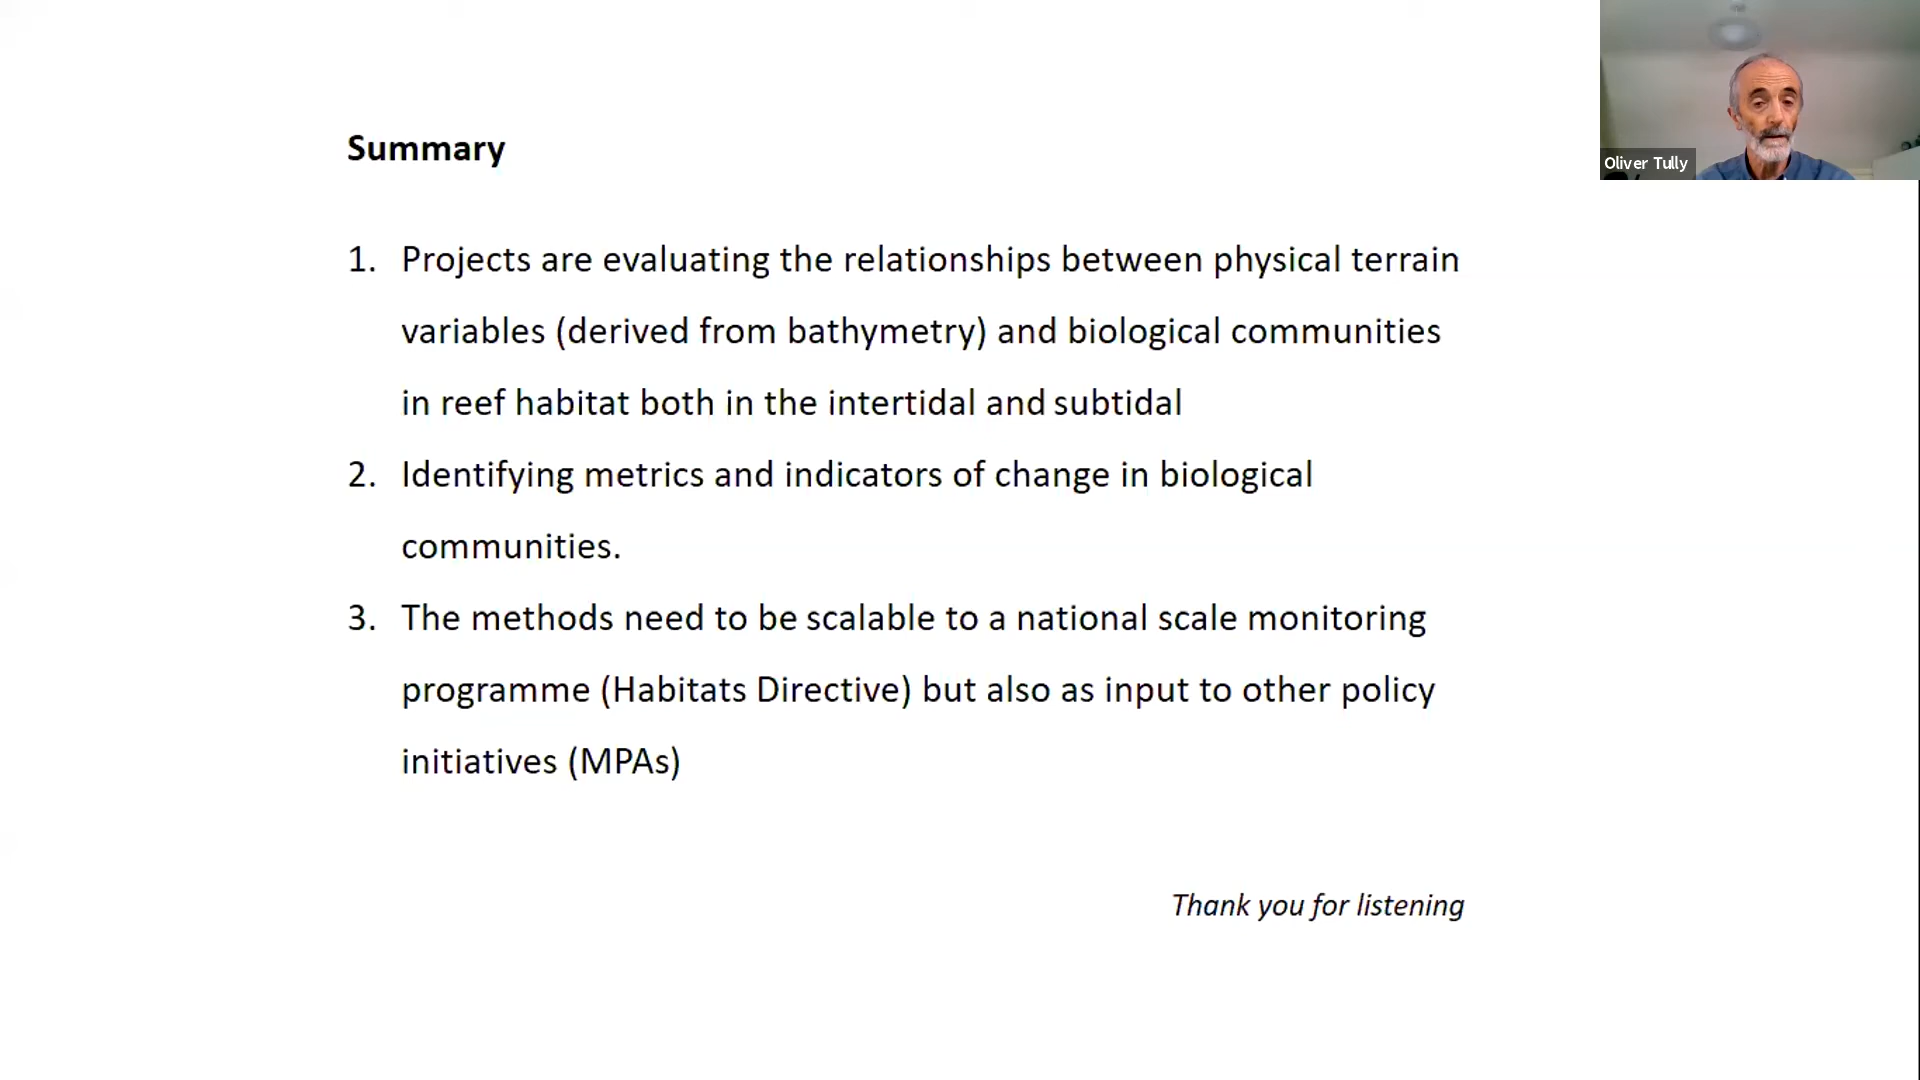 Oliver Tully
Summary
1. Projects are evaluating the relationships between physical terrain
variables (derived from bathymetry) and biological communities
in reef habitat both in the intertidal and subtidal
2. Identifying metrics and indicators of change in biological
communities.
3. The methods need to be scalable to a national scale monitoring
programme (Habitats Directive) but also as input to other policy
initiatives (MPAs)
Thank you for listening